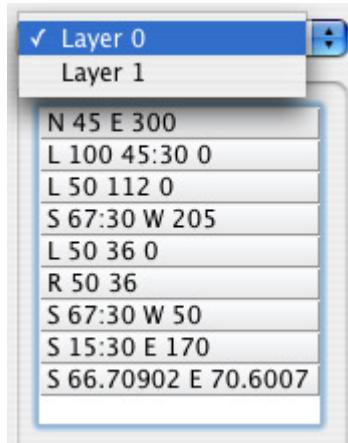 ✓ Layer 0
Layer 1
N 45 E 300
L 100 45:30 0
L 50 112 0
S 67:30 W 205
L 50 36 0
R 50 36
S 67:30 W 50
S 15:30 E 170
S 66.70902 E 70.6007